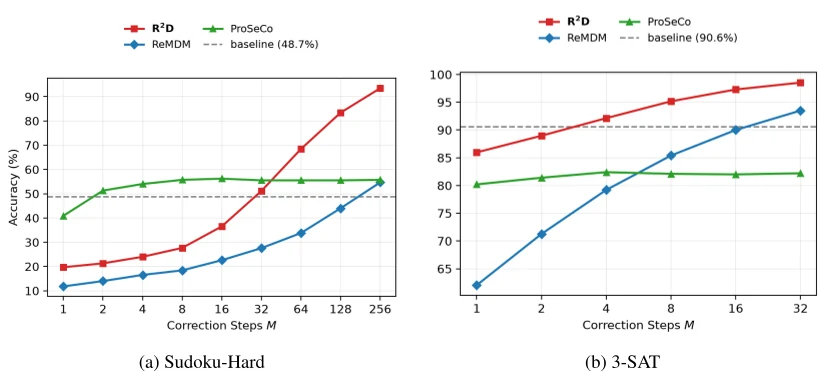 R²D ProSeCo
ReMDM baseline (48.7%)
90
80
70
60
50
40
30
20
10
Accuracy (%)
1 2 4 8 16 32 64 128 256
Correction Steps M
(a) Sudoku-Hard
R²D ProSeCo
ReMDM baseline (90.6%)
100
95
90
85
80
75
70
65
1 2 4 8 16 32
Correction Steps M
(b) 3-SAT